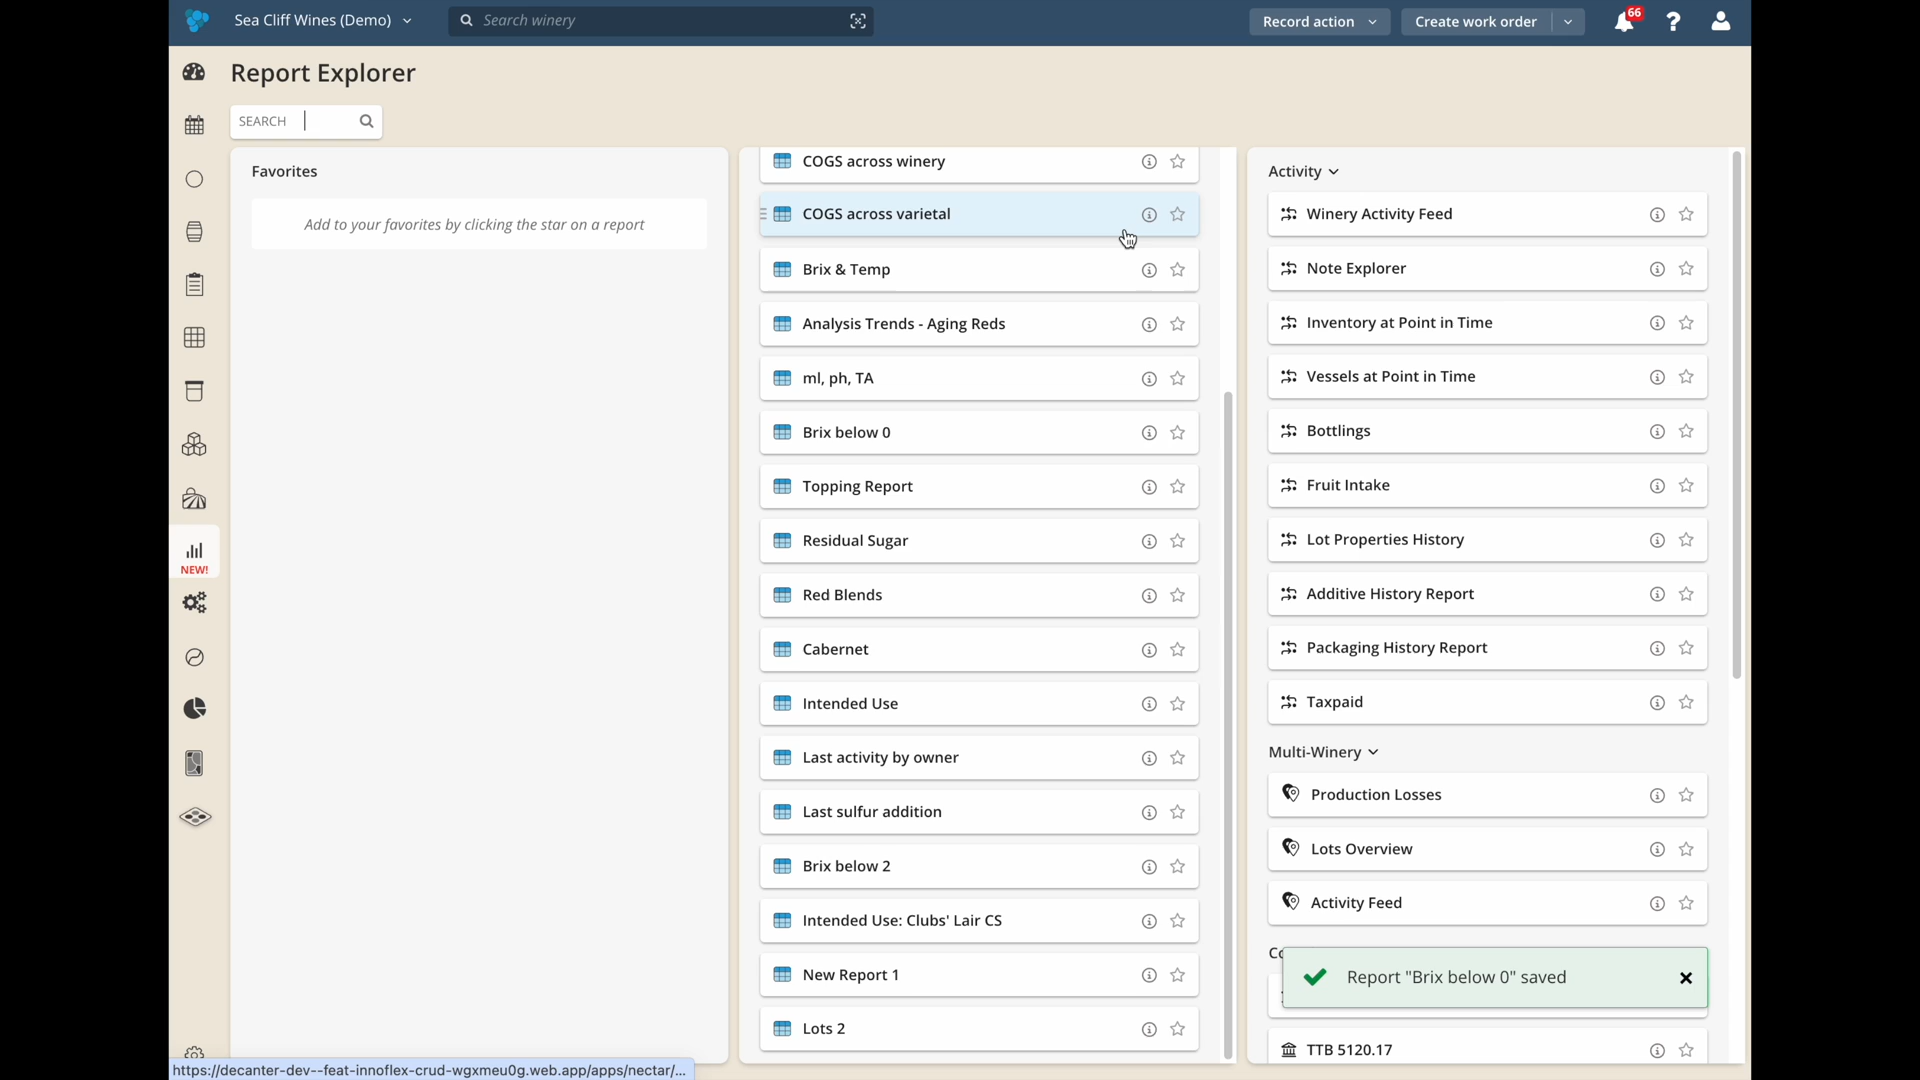 Sea Cliff Wines (Demo)
Search winery
Record action
Create work order
66
?
Report Explorer
SEARCH
Favorites
Add to your favorites by clicking the star on a report
NEW!
COGS across winery
COGS across varietal
Brix & Temp
Analysis Trends - Aging Reds
ml, ph, TA
Brix below 0
Topping Report
Residual Sugar
Red Blends
Cabernet
Intended Use
Last activity by owner
Last sulfur addition
Brix below 2
Intended Use: Clubs' Lair CS
New Report 1
Lots 2
Activity
Winery Activity Feed
Note Explorer
Inventory at Point in Time
Vessels at Point in Time
Bottlings
Fruit Intake
Lot Properties History
Additive History Report
Packaging History Report
Taxpaid
Multi-Winery
Production Losses
Lots Overview
Activity Feed
Report "Brix below 0" saved
TTB 5120.17
https://decanter-dev--feat-innoflex-crud-wgxmeu0g.web.app/apps/nectar/...